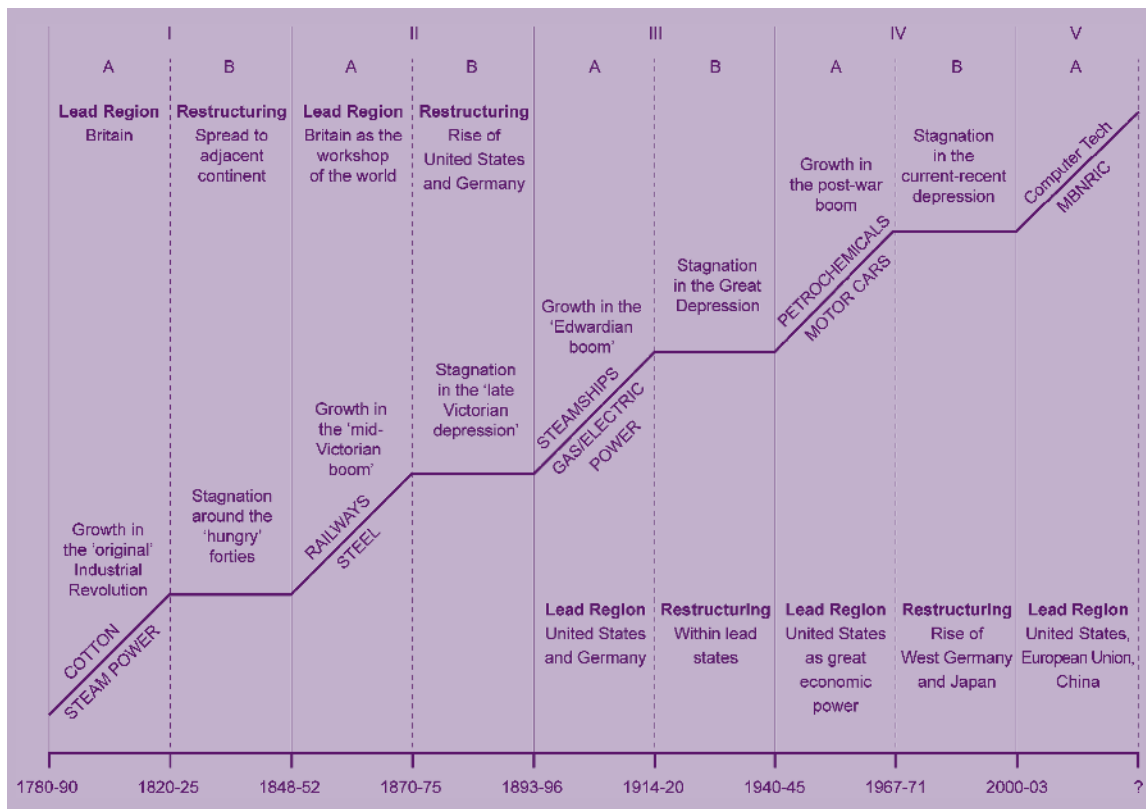 I
II
III
IV
V
A
B
A
B
A
B
A
B
A
Lead Region
Britain
Restructuring
Spread to
adjacent
continent
Lead Region
Britain as the
workshop
of the world
Restructuring
Rise of
United States
and Germany
Growth in
the 'original'
Industrial
Revolution
COTTON
STEAM POWER
Stagnation
around the
'hungry'
forties
Growth in
the 'mid-
Victorian
boom'
RAILWAYS
STEEL
Stagnation
in the 'late
Victorian
depression'
Growth in
the 'Edwardian
boom'
STEAMSHIPS
GAS/ELECTRIC
POWER
Stagnation
in the Great
Depression
Growth in
the post-war
boom
PETROCHEMICALS
MOTOR CARS
Stagnation
in the
current-recent
depression
Computer Tech
MBNRIC
Lead Region
United States
and Germany
Restructuring
Within lead
states
Lead Region
United States
as great
economic
power
Restructuring
Rise of
West Germany
and Japan
Lead Region
United States,
European Union,
China
1780-90
1820-25
1848-52
1870-75
1893-96
1914-20
1940-45
1967-71
2000-03
?